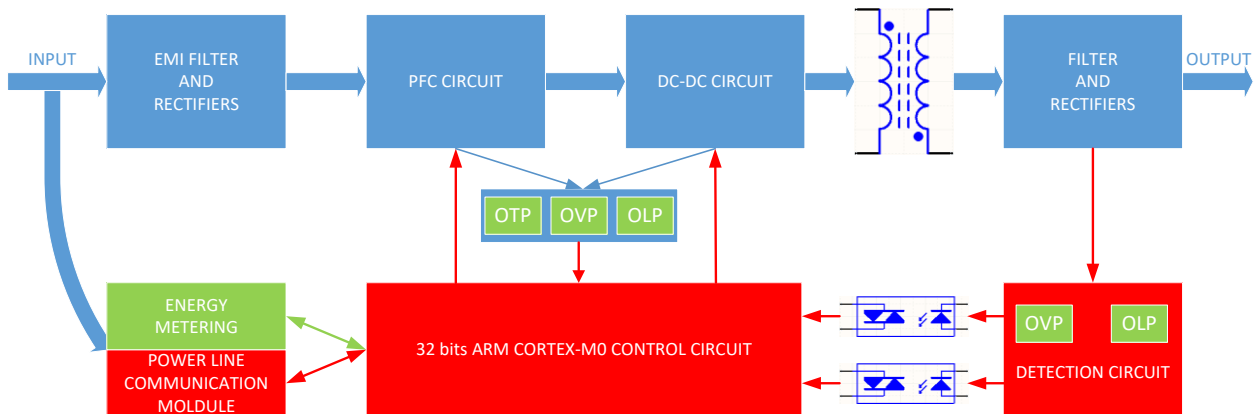 INPUT
EMI FILTER
AND
RECTIFIERS
PFC CIRCUIT
DC-DC CIRCUIT
FILTER
AND
RECTIFIERS
OUTPUT
OTP
OVP
OLP
ENERGY
METERING
POWER LINE
COMMUNICATION
MOLDULE
32 bits ARM CORTEX-M0 CONTROL CIRCUIT
OVP
OLP
DETECTION CIRCUIT